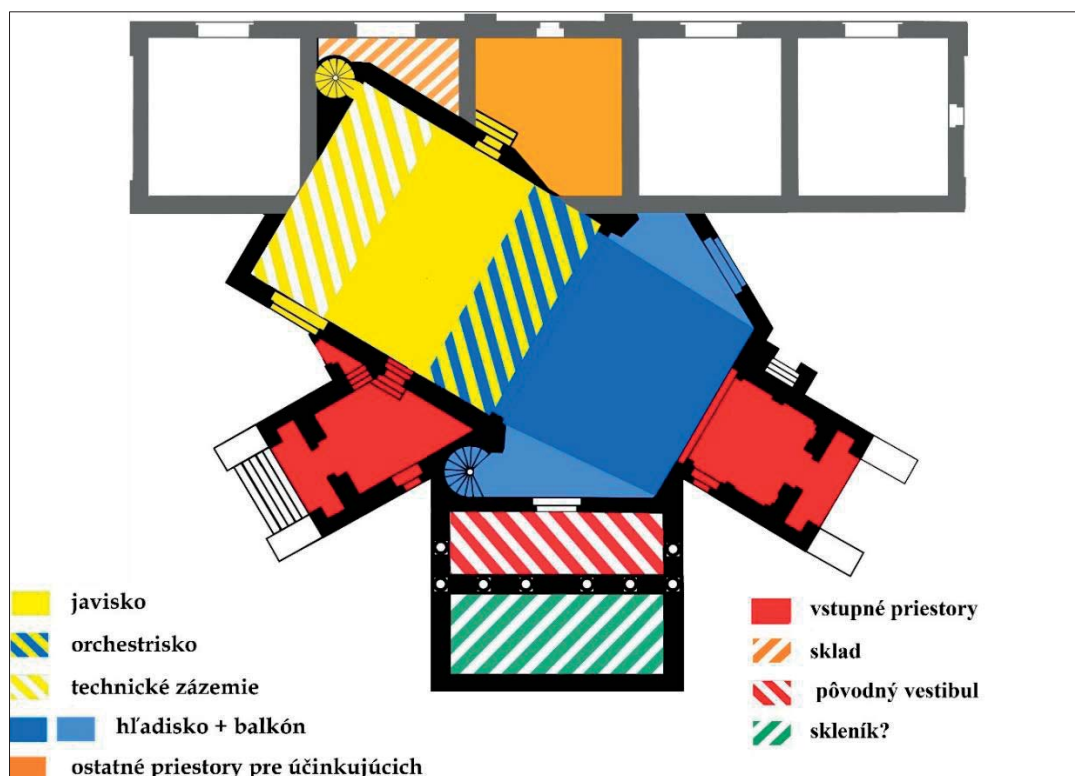 javisko
orchestrisko
technické zázemie
hľadisko + balkón
ostatné priestory pre účinkujúcich
vstupné priestory
sklad
pôvodný vestibul
skleník?